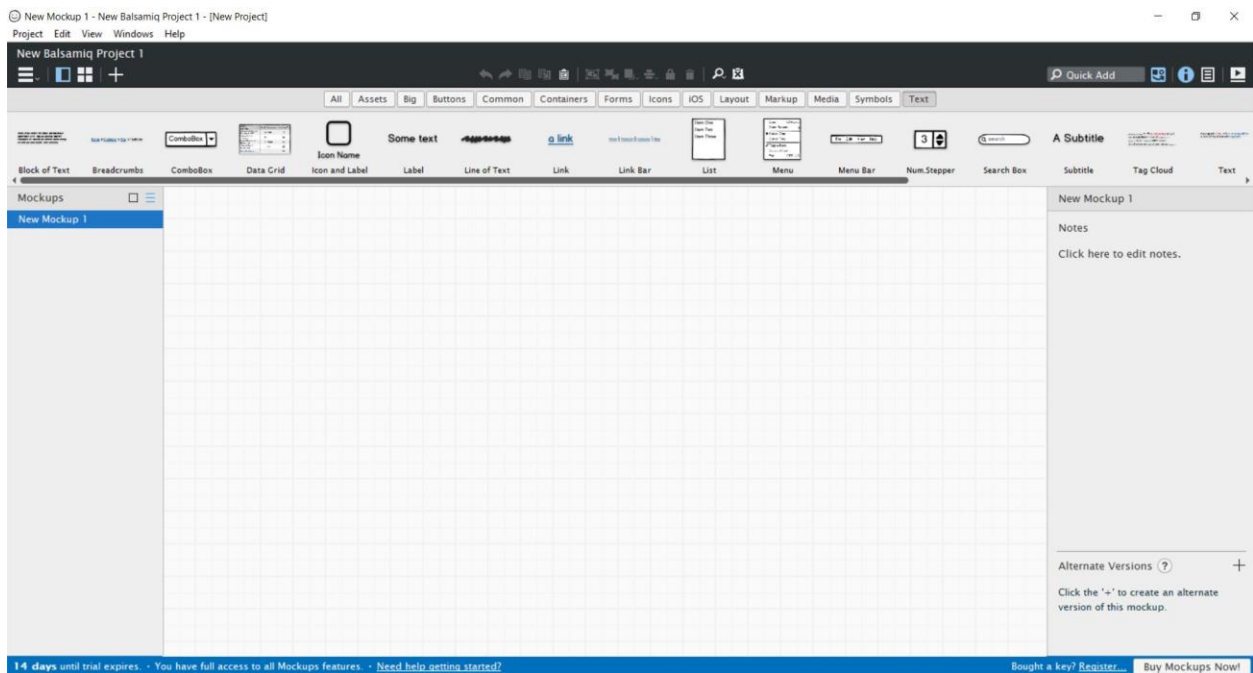 New Mockup 1 - New Balsamiq Project 1 - [New Project]
Project Edit View Windows Help
New Balsamiq Project 1
Quick Add
All Assets Big Buttons Common Containers Forms Icons iOS Layout Markup Media Symbols Text
ComboBox
Icon Name
Some text
a link
3
search
A Subtitle
Block of Text Breadcrumbs ComboBox Data Grid Icon and Label Label Line of Text Link Link Bar List Menu Menu Bar Num.Stepper Search Box Subtitle Tag Cloud Text
Mockups
New Mockup 1
New Mockup 1
Notes
Click here to edit notes.
Alternate Versions ?
Click the '+' to create an alternate
version of this mockup.
14 days until trial expires. • You have full access to all Mockups features. • Need help getting started?
Bought a key? Register... Buy Mockups Now!